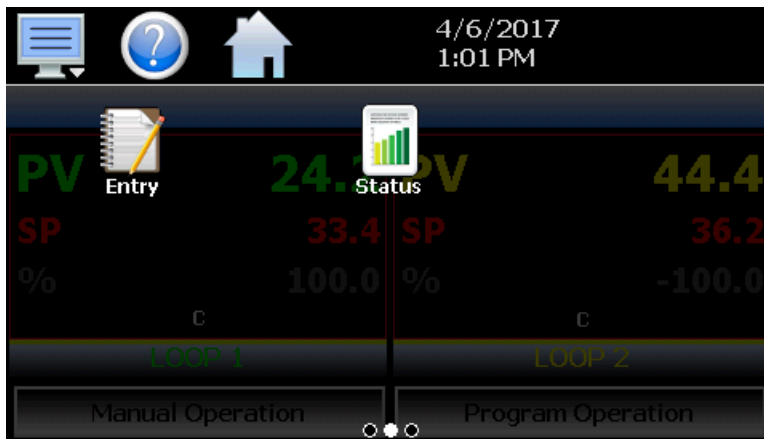 4/6/2017
1:01 PM
Entry
Status
PV 24.2 PV 44.4
SP 33.4 SP 36.2
% 100.0 % -100.0
C C
LOOP 1 LOOP 2
Manual Operation Program Operation